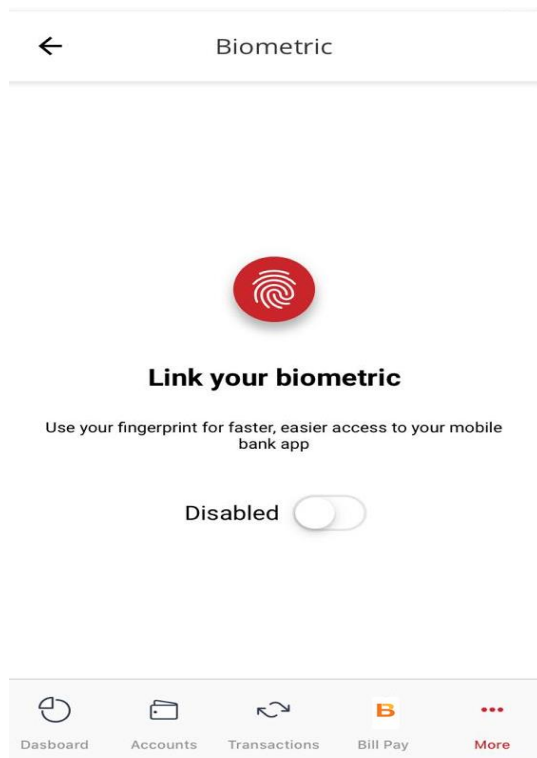 Biometric
Link your biometric
Use your fingerprint for faster, easier access to your mobile
bank app
Disabled
B
Dasboard Accounts Transactions Bill Pay More